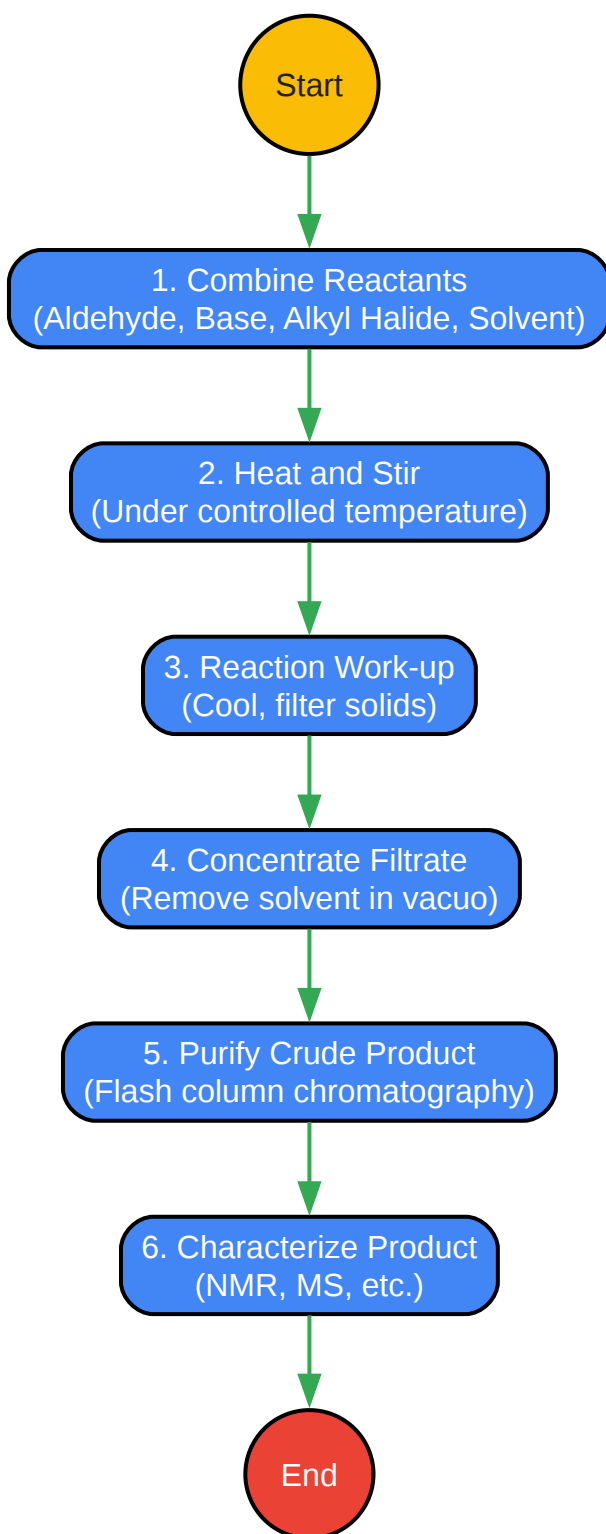 Start
1. Combine Reactants
(Aldehyde, Base, Alkyl Halide, Solvent)
2. Heat and Stir
(Under controlled temperature)
3. Reaction Work-up
(Cool, filter solids)
4. Concentrate Filtrate
(Remove solvent in vacuo)
5. Purify Crude Product
(Flash column chromatography)
6. Characterize Product
(NMR, MS, etc.)
End